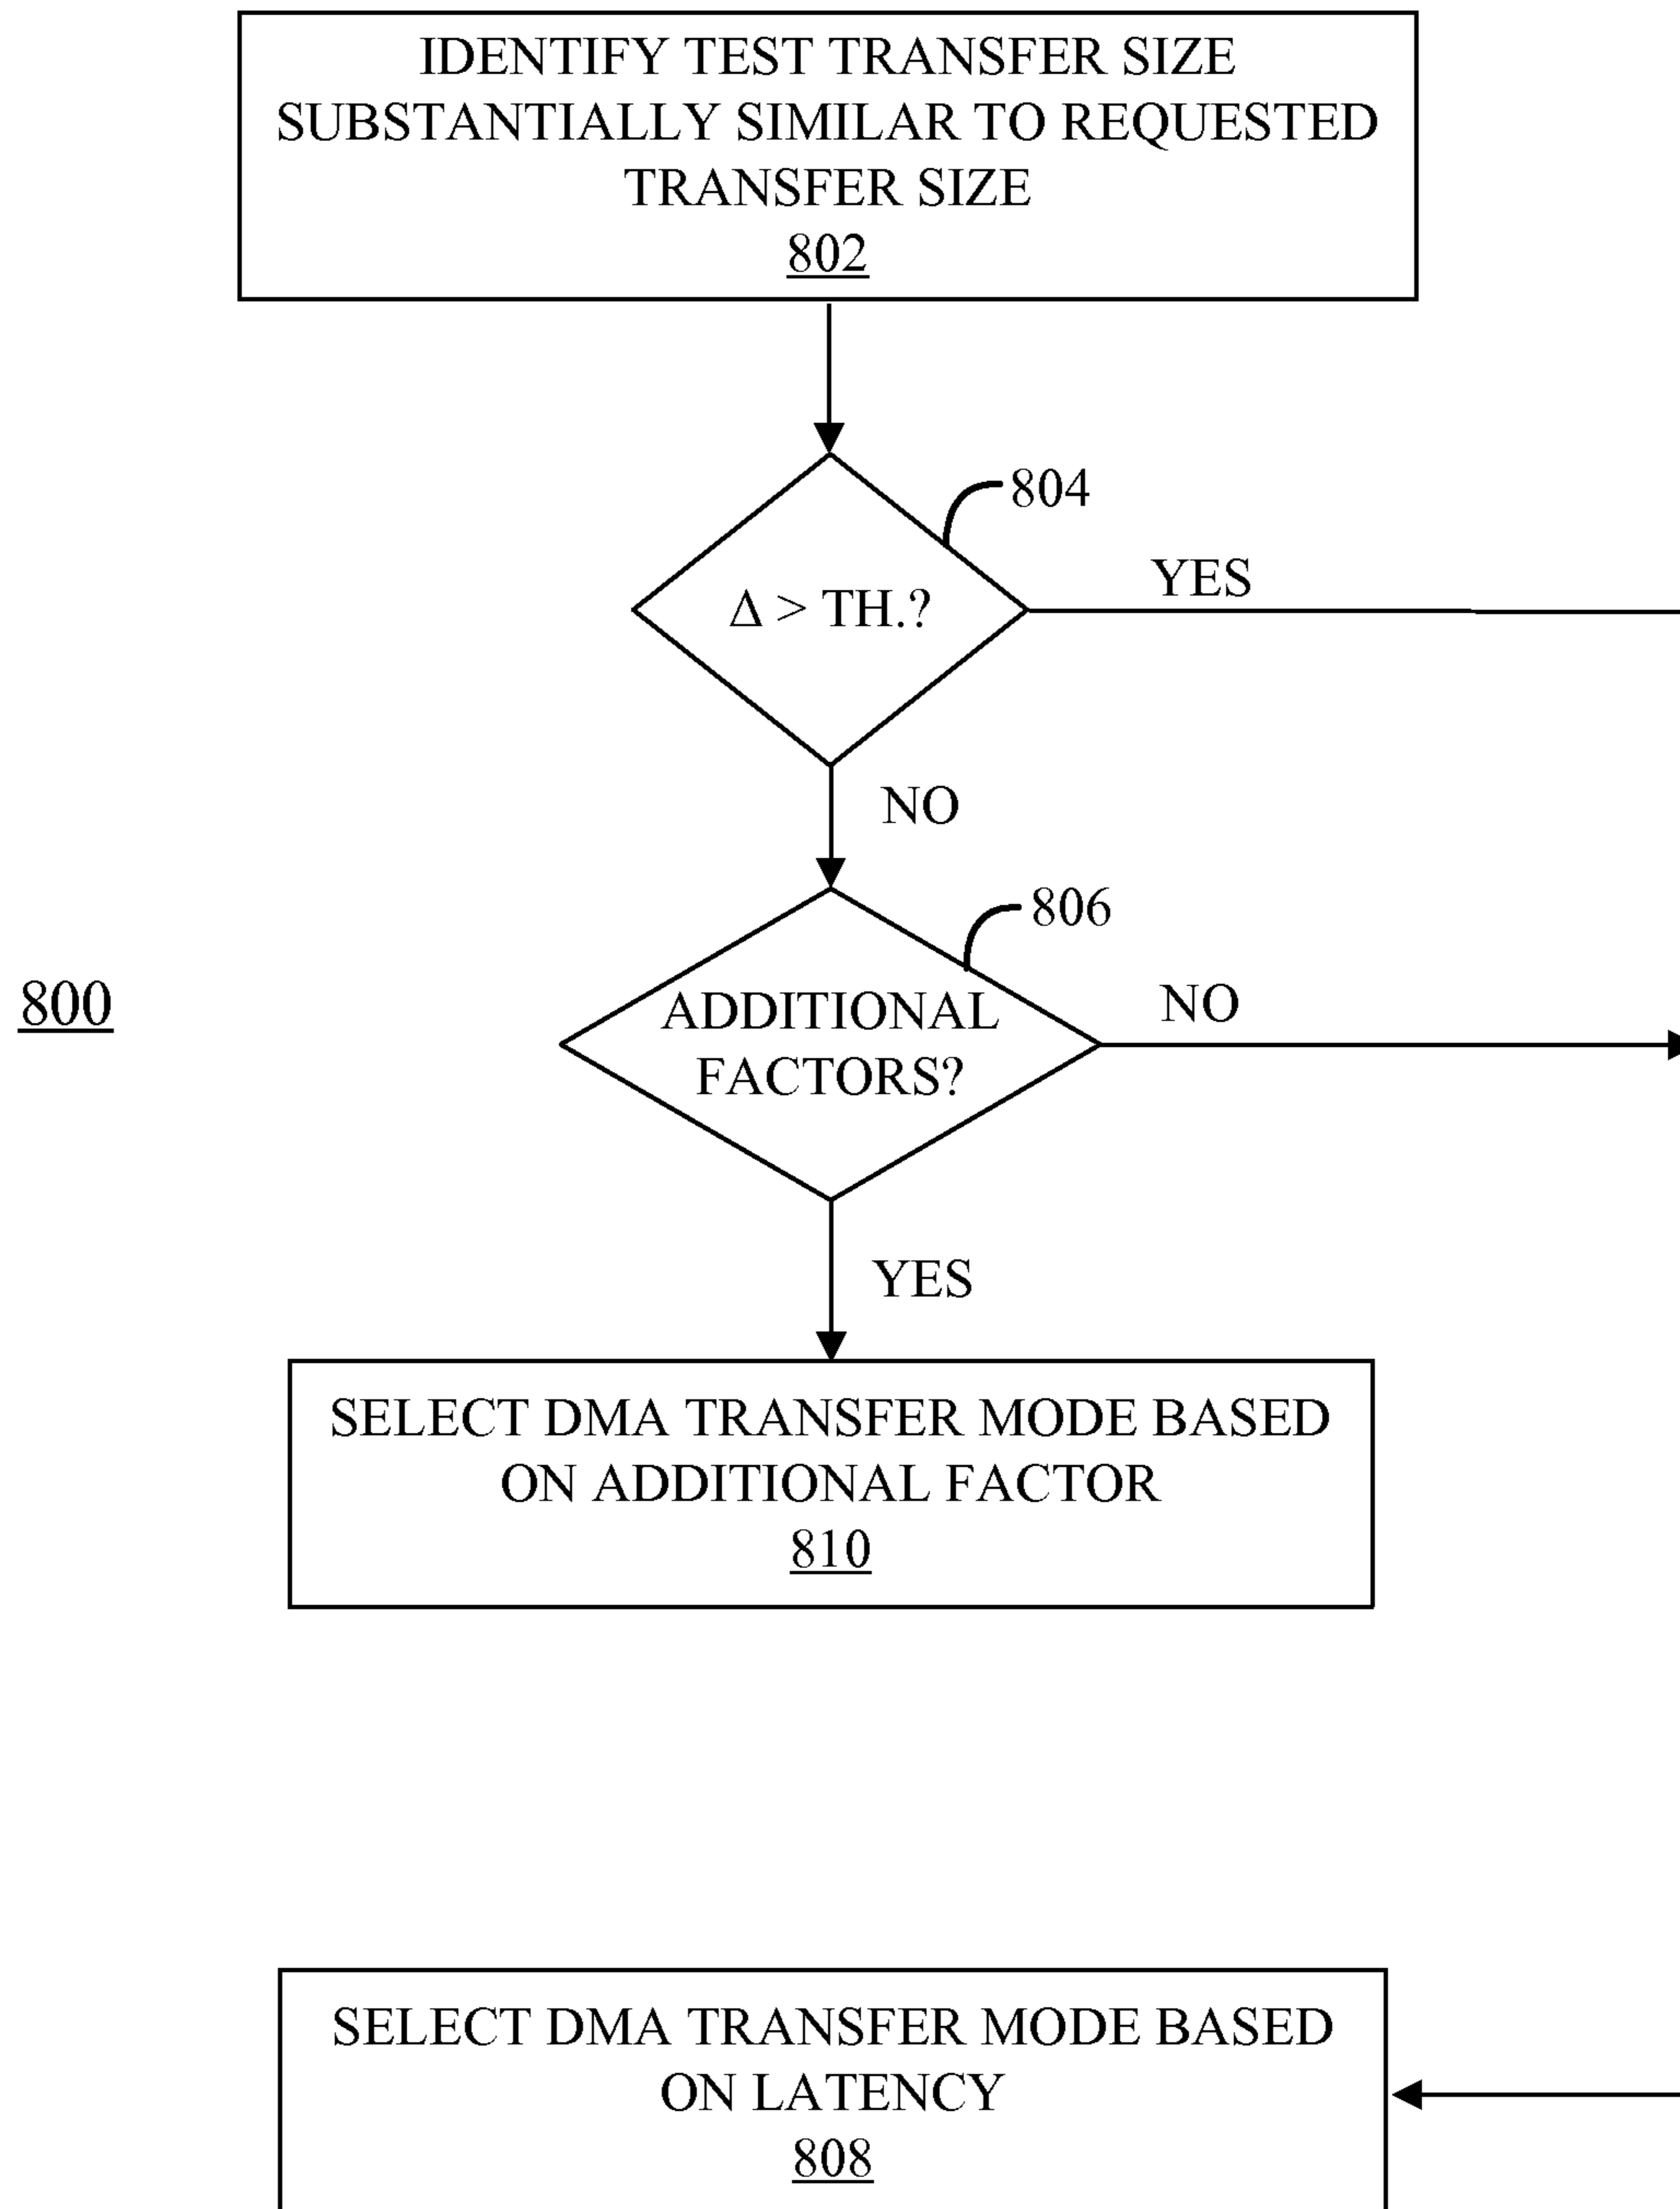 IDENTIFY TEST TRANSFER SIZE
SUBSTANTIALLY SIMILAR TO REQUESTED
TRANSFER SIZE
802
804
Δ > TH.?
YES
NO
806
800
ADDITIONAL
FACTORS?
NO
YES
SELECT DMA TRANSFER MODE BASED
ON ADDITIONAL FACTOR
810
SELECT DMA TRANSFER MODE BASED
ON LATENCY
808